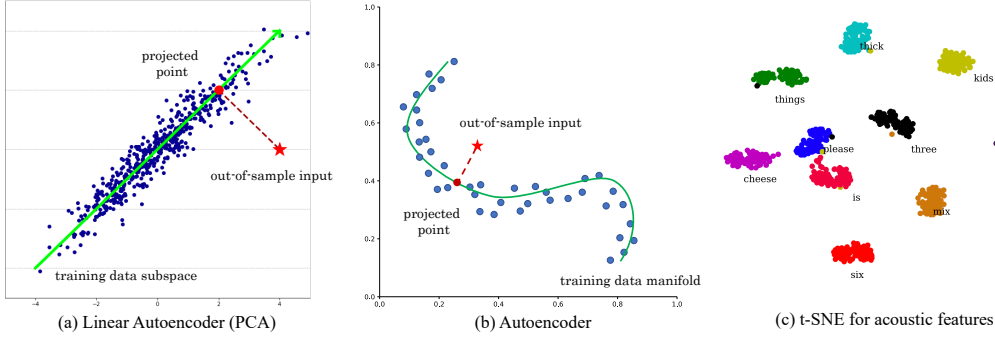 projected
point
out-of-sample input
training data subspace
−4
−2
0
2
4
(a) Linear Autoencoder (PCA)
1.0
0.8
0.6
0.4
0.2
0.0
0.0
0.2
0.4
0.6
0.8
1.0
out-of-sample input
projected
point
training data manifold
(b) Autoencoder
thick
kids
things
please
three
cheese
is
mix
six
(c) t-SNE for acoustic features